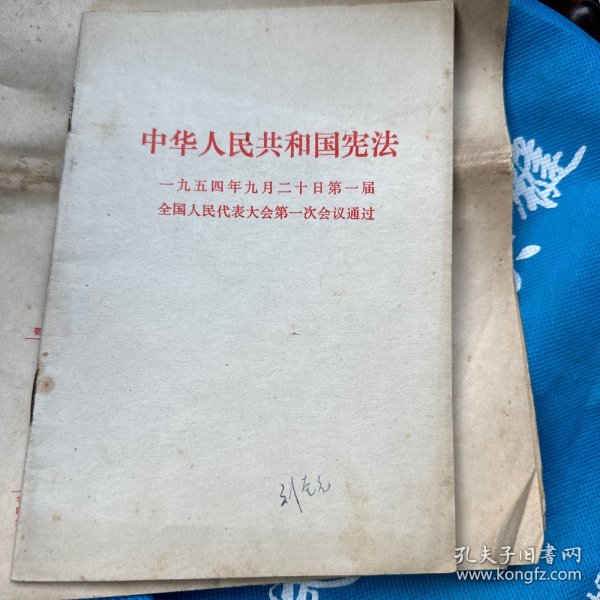 中华人民共和国宪法
一九五四年九月二十日第一届
全国人民代表大会第一次会议通过
孔夫子旧书网
www.kongfz.com